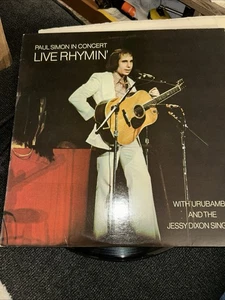 PAUL SIMON IN CONCERT
LIVE RHYMIN'
WITH URUBAMB
AND THE
JESSY DIXON SING